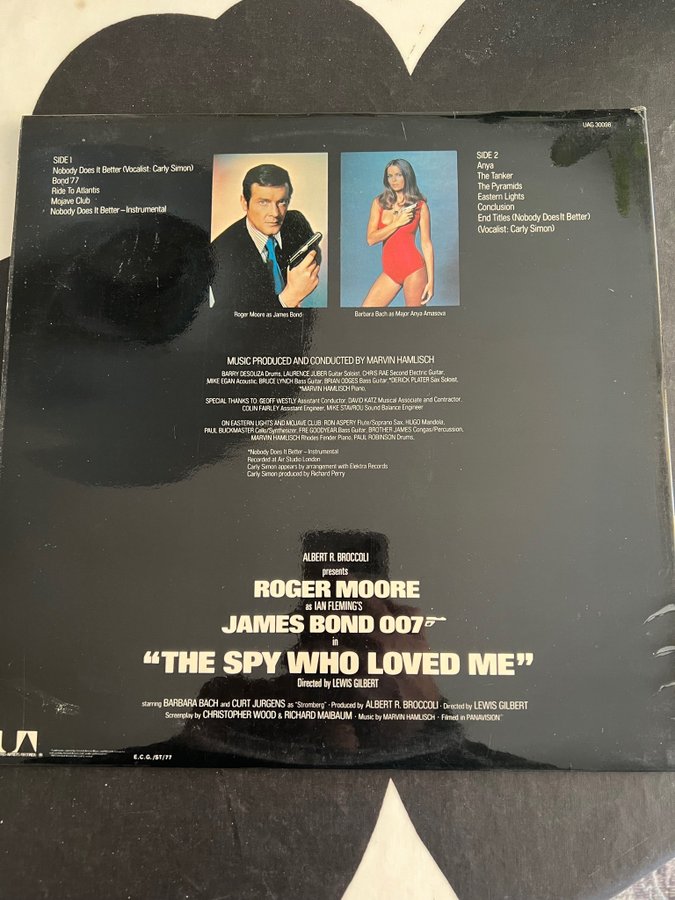 UAG 30098
SIDE 1
Nobody Does It Better (Vocalist: Carly Simon)
Bond '77
Ride To Atlantis
Mojave Club
Nobody Does It Better – Instrumental
SIDE 2
Anya
The Tanker
The Pyramids
Eastern Lights
Conclusion
End Titles (Nobody Does It Better)
(Vocalist: Carly Simon)
Roger Moore as James Bond
Barbara Bach as Major Anya Amasova
MUSIC PRODUCED AND CONDUCTED BY MARVIN HAMLISCH
BARRY DESOUZA Drums, LAURENCE JUBER Guitar Soloist, CHRIS RAE Second Electric Guitar,
MIKE EGAN Acoustic, BRUCE LYNCH Bass Guitar, BRIAN ODGES Bass Guitar, *DERICK PLATER Sax Soloist,
*MARVIN HAMLISCH Piano,
SPECIAL THANKS TO: GEOFF WESTLY Assistant Conductor, DAVID KATZ Musical Associate and Contractor,
COLIN FAIRLEY Assistant Engineer, MIKE STAVROU Sound Balance Engineer
ON EASTERN LIGHTS AND MOJAVE CLUB: RON ASPERY Flute/Soprano Sax, HUGO Mandola,
PAUL BUCKMASTER Cello/Synthesizer, FRE GOODYEAR Bass Guitar, BROTHER JAMES Congas/Percussion,
MARVIN HAMLISCH Rhodes Fender Piano, PAUL ROBINSON Drums,
*Nobody Does It Better – Instrumental
Recorded at Air Studio London
Carly Simon appears by arrangement with Elektra Records
Carly Simon produced by Richard Perry
ALBERT R. BROCCOLI
presents
ROGER MOORE
as IAN FLEMING'S
JAMES BOND 007
in
“THE SPY WHO LOVED ME”
Directed by LEWIS GILBERT
starring BARBARA BACH and CURT JURGENS as "Stromberg" · Produced by ALBERT R. BROCCOLI · Directed by LEWIS GILBERT
Screenplay by CHRISTOPHER WOOD & RICHARD MAIBAUM · Music by MARVIN HAMLISCH · Filmed in PANAVISION
UA
E.C.G./ST/77